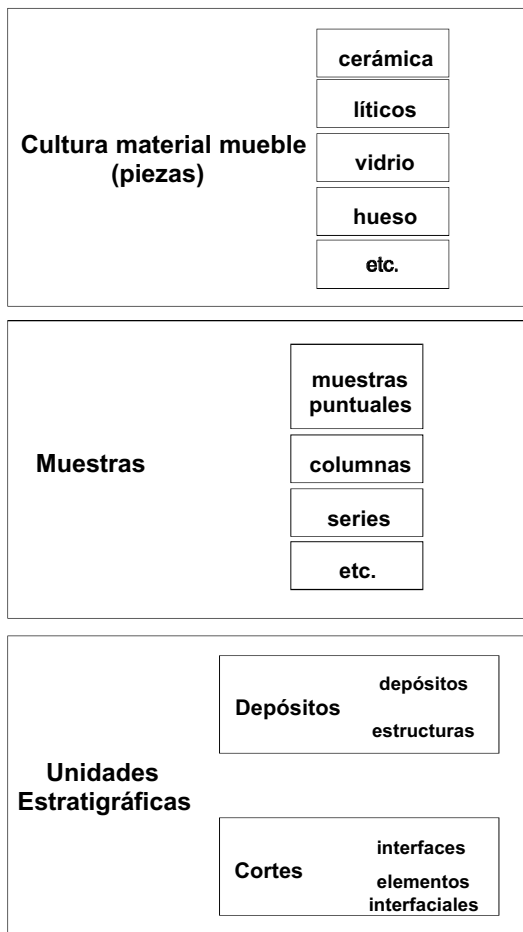 Cultura material mueble
(piezas)
cerámica
líticos
vidrio
hueso
etc.
Muestras
muestras
puntuales
columnas
series
etc.
Unidades
Estratigráficas
Depósitos
depósitos
estructuras
Cortes
interfaces
elementos
interfaciales